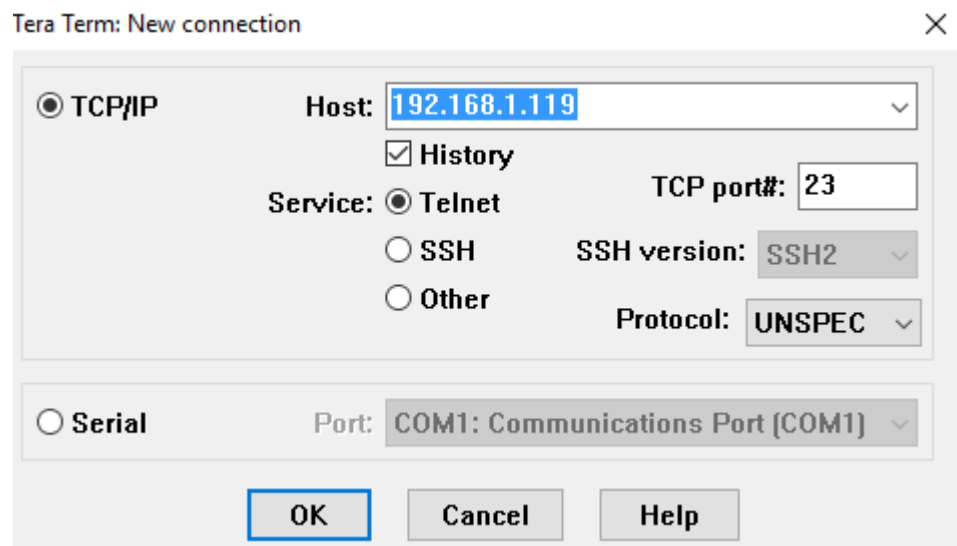 Tera Term: New connection
TCP/IP
Host: 192.168.1.119
History
Service: Telnet
TCP port#: 23
SSH
SSH version: SSH2
Other
Protocol: UNSPEC
Serial
Port: COM1: Communications Port (COM1)
OK Cancel Help